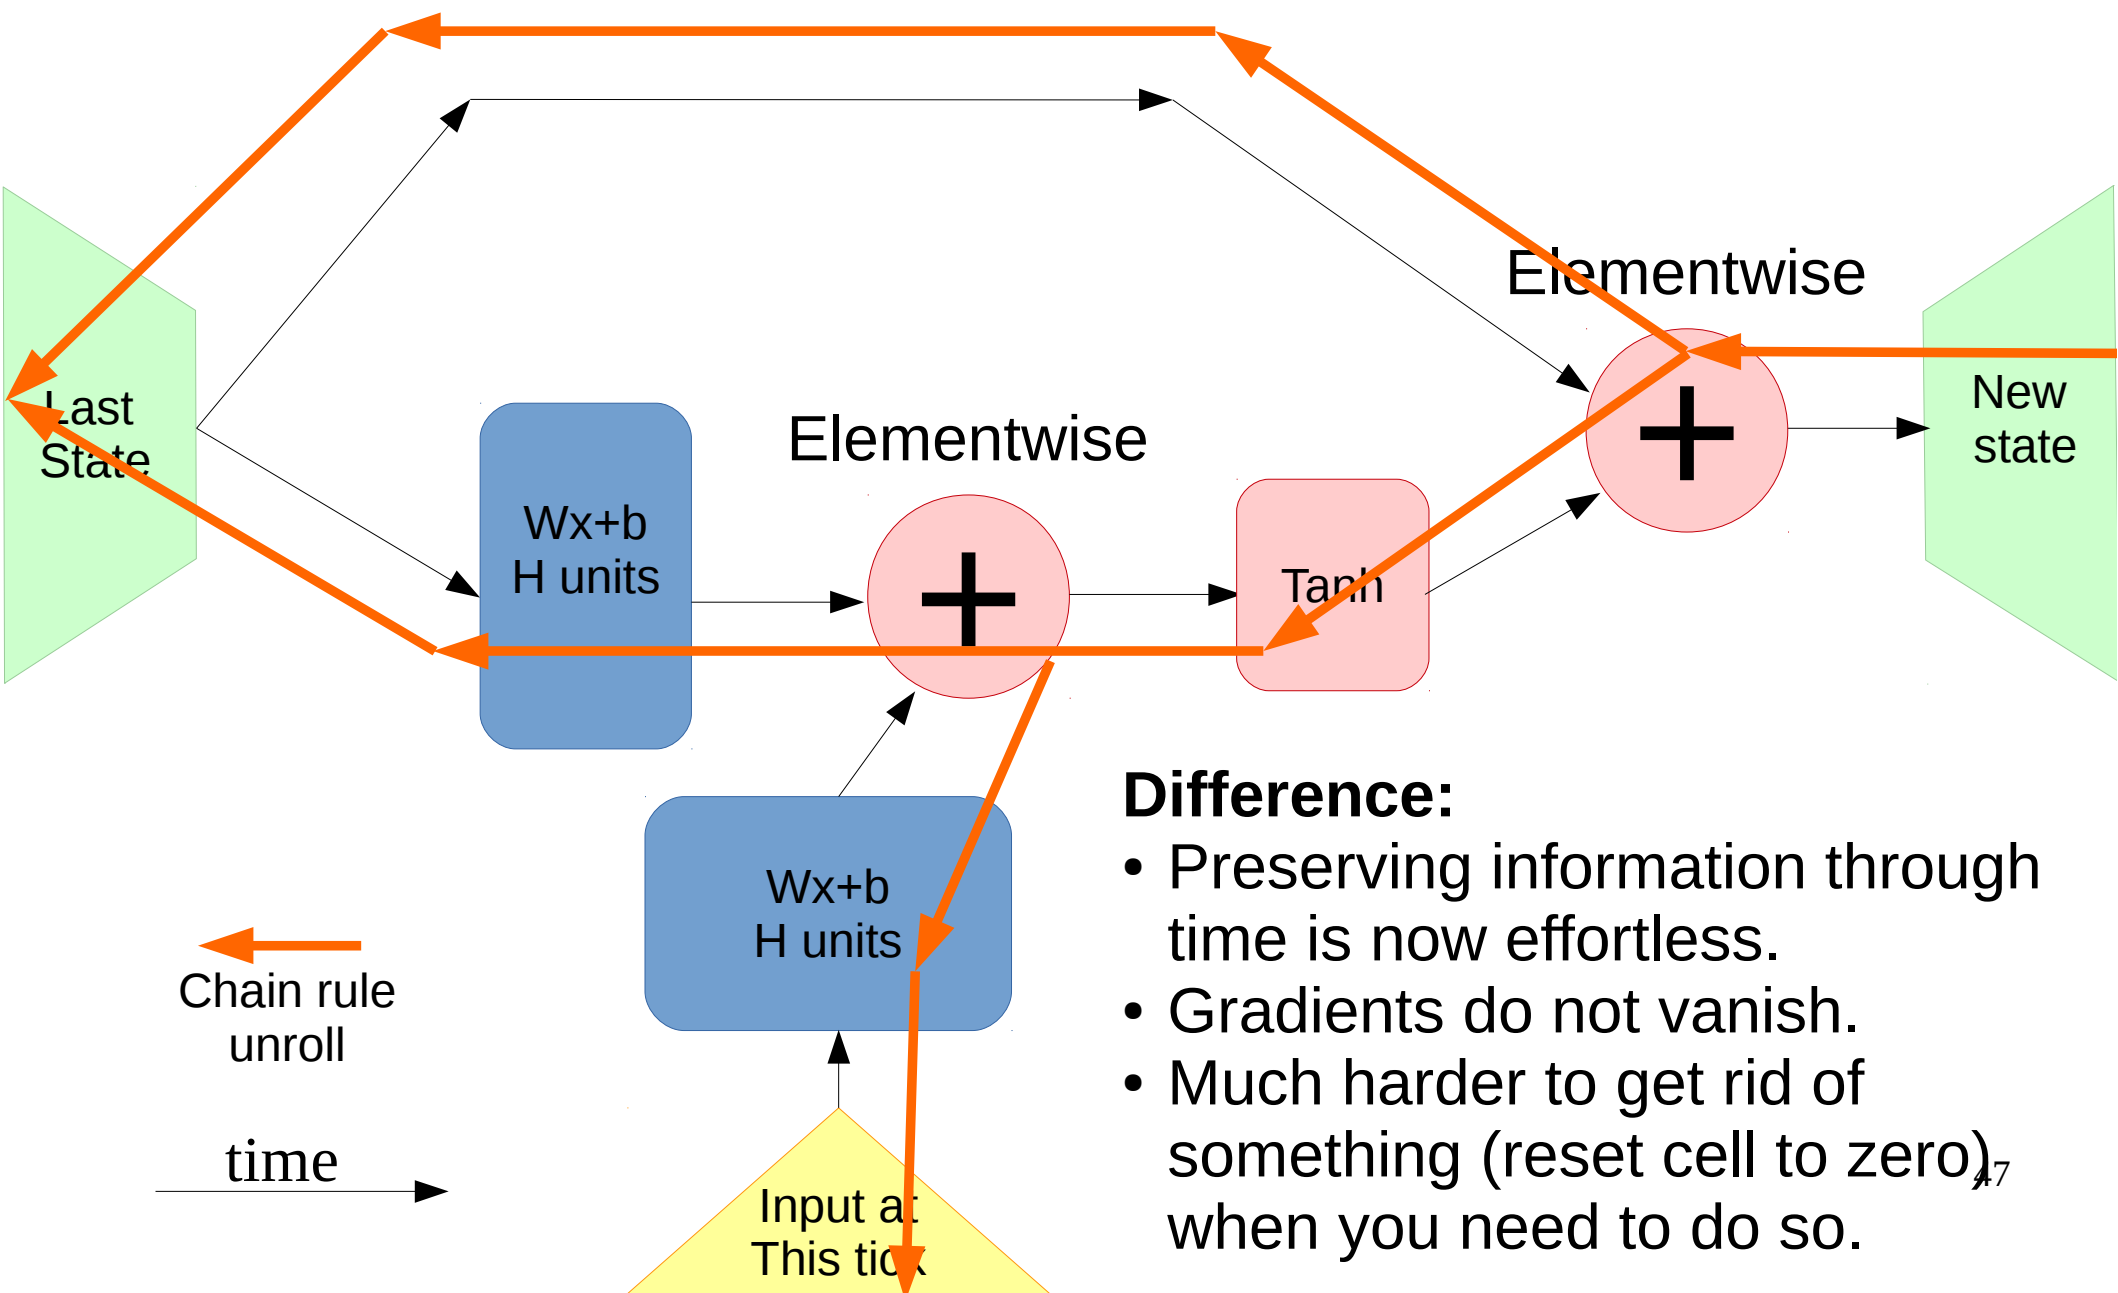 Elementwise
Last
State
New
state
Elementwise
Wx+b
H units
+
+
Tanh
Wx+b
H units
Difference:
• Preserving information through
time is now effortless.
• Gradients do not vanish.
• Much harder to get rid of
something (reset cell to zero)
when you need to do so.
Chain rule
unroll
time
Input at
This tick
47